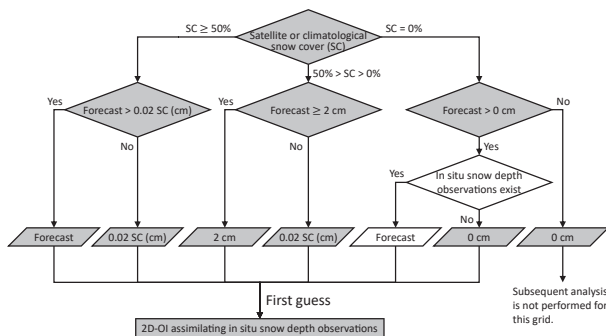 SC ≥ 50%
Satellite or climatological
snow cover (SC)
SC = 0%
50% > SC > 0%
Yes
Forecast > 0.02 SC (cm)
Yes
Forecast ≥ 2 cm
Forecast > 0 cm
No
No
No
Yes
Yes
In situ snow depth
observations exist
No
Forecast
0.02 SC (cm)
2 cm
0.02 SC (cm)
Forecast
0 cm
0 cm
First guess
Subsequent analysis
is not performed for
this grid.
2D-OI assimilating in situ snow depth observations